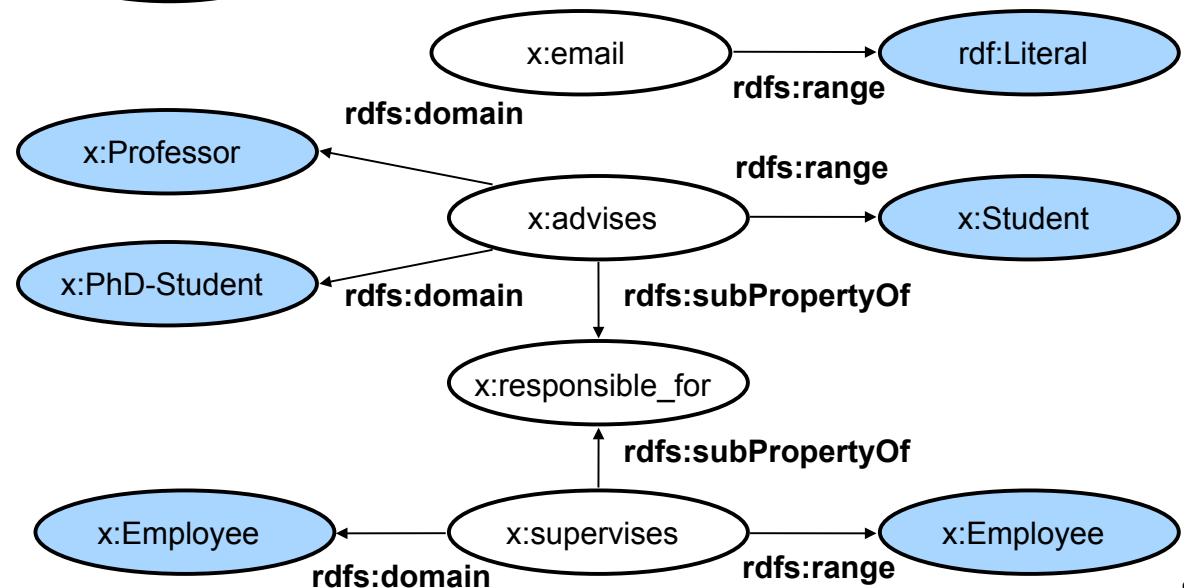 x:email
rdf:Literal
rdfs:range
rdfs:domain
x:Professor
rdfs:range
x:advises
x:Student
x:PhD-Student
rdfs:domain
rdfs:subPropertyOf
x:responsible_for
rdfs:subPropertyOf
x:Employee
x:supervises
x:Employee
rdfs:domain
rdfs:range